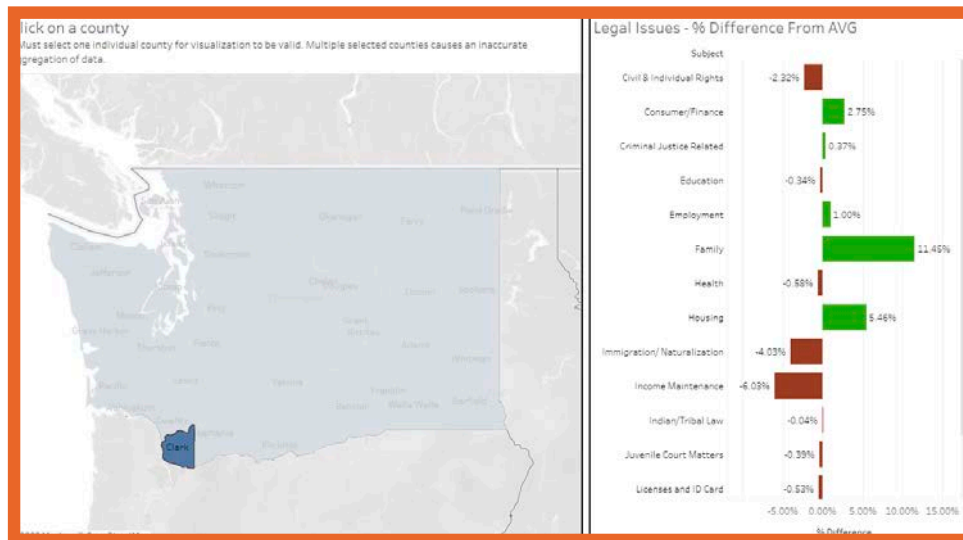 lick on a county
Must select one individual county for visualization to be valid. Multiple selected counties causes an inaccurate
gregation of data.
Whatcom
Skagit
Okanogan
Ferry
Pend Oreille
Snohomish
Clallam
Jefferson
Chelan
Douglas
Lincoln
Spokane
King
Mason
Grant
Grays Harbor
Kittitas
Thurston
Pierce
Adams
Whitman
Pacific
Lewis
Yakima
Franklin
Benton
Walla Walla
Garfield
Cowlitz
Skamania
Klickitat
Clark
Legal Issues - % Difference From AVG
Subject
Civil & Individual Rights -2.32%
Consumer/Finance 2.75%
Criminal Justice Related 0.37%
Education -0.34%
Employment 1.00%
Family 11.45%
Health -0.58%
Housing 5.46%
Immigration/ Naturalization -4.03%
Income Maintenance -6.03%
Indian/Tribal Law -0.04%
Juvenile Court Matters -0.39%
Licenses and ID Card -0.53%
-5.00% 0.00% 5.00% 10.00% 15.00%
% Difference